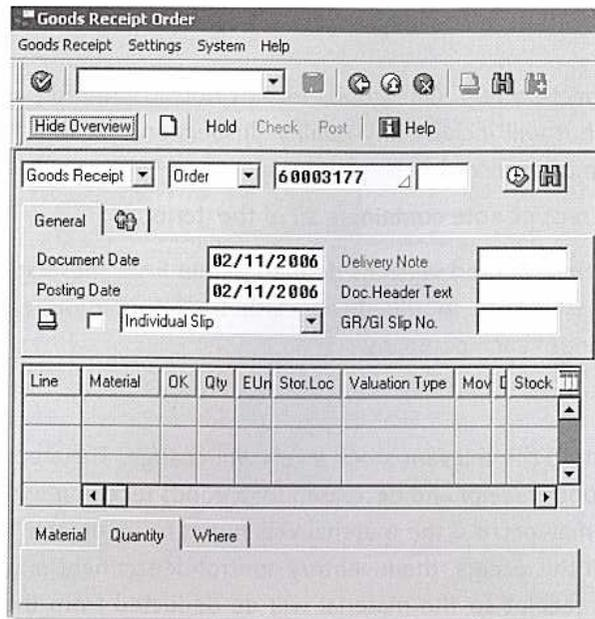 Goods Receipt Order
Goods Receipt Settings System Help
Hide Overview Hold Check Post Help
Goods Receipt Order 60003177
General
Document Date 02/11/2006 Delivery Note
Posting Date 02/11/2006 Doc.Header Text
Individual Slip GR/GI Slip No.
Line Material OK Qty EUn Stor.Loc Valuation Type Mov D Stock
Material Quantity Where